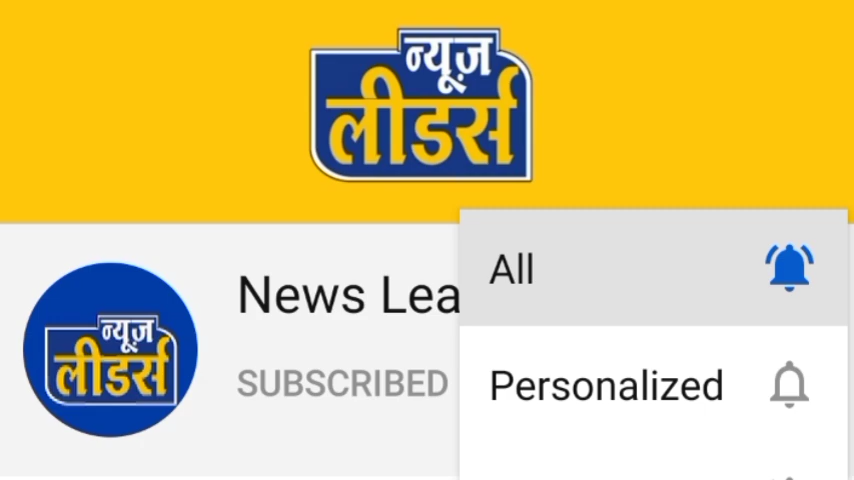 न्यूज़
लीडर्स
All
News Lea
न्यूज़
लीडर्स
SUBSCRIBED
Personalized